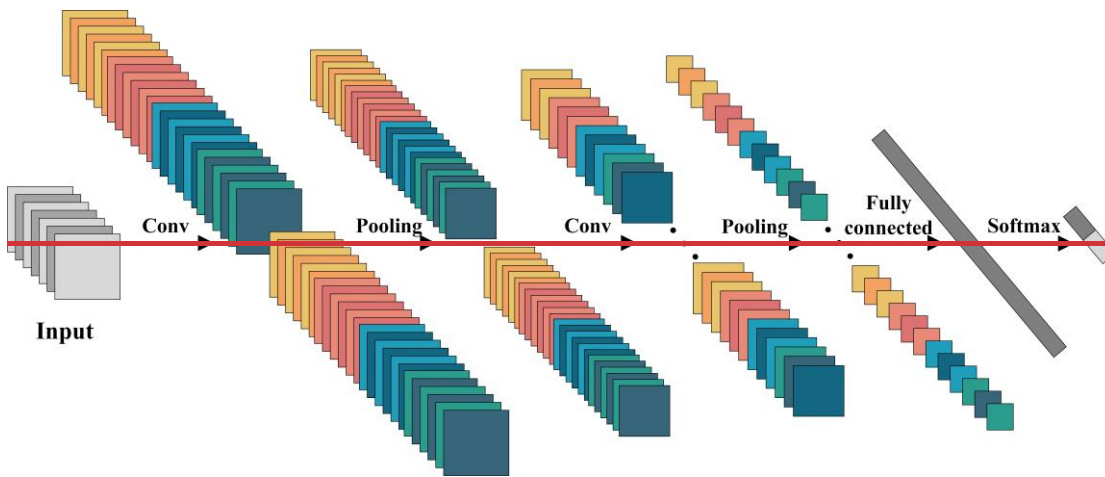 Input
Conv
Pooling
Conv
Pooling
Fully
connected
Softmax